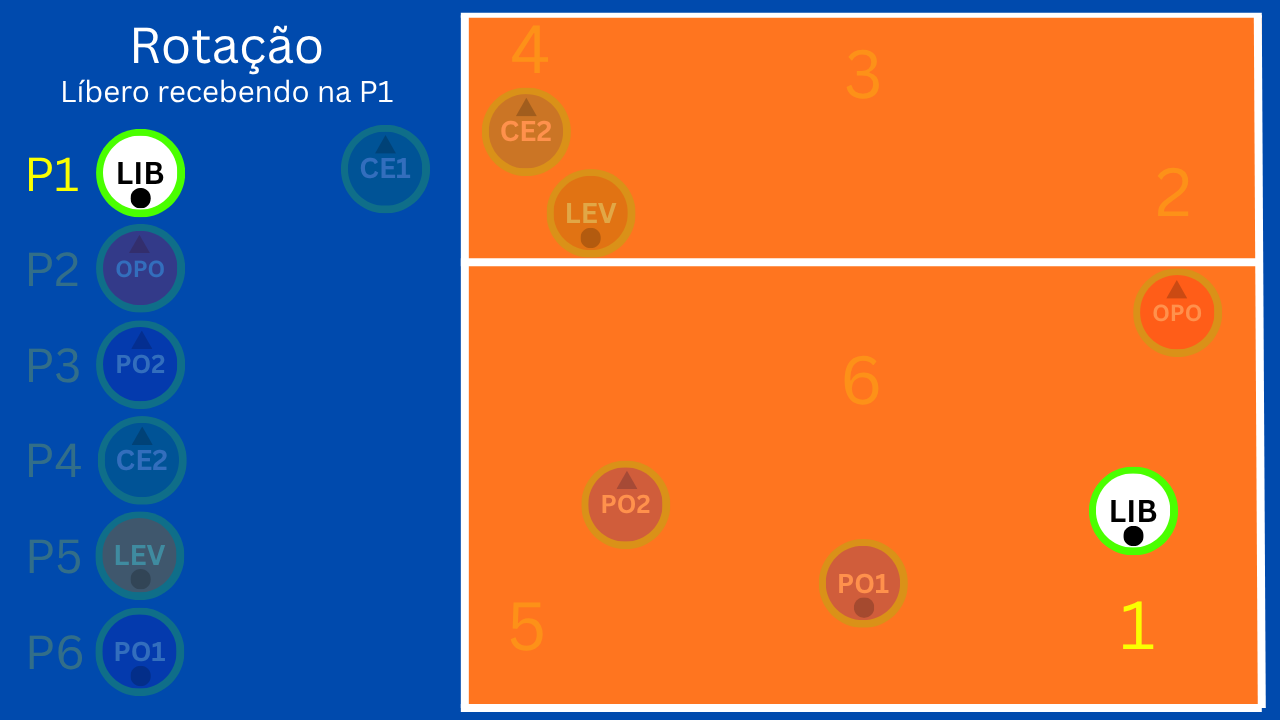 Rotação
Líbero recebendo na P1
P1 LIB CE1
P2 OPO
P3 PO2
P4 CE2
P5 LEV
P6 PO1
4
3
CE2
2
LEV
OPO
6
PO2
LIB
PO1
5
1